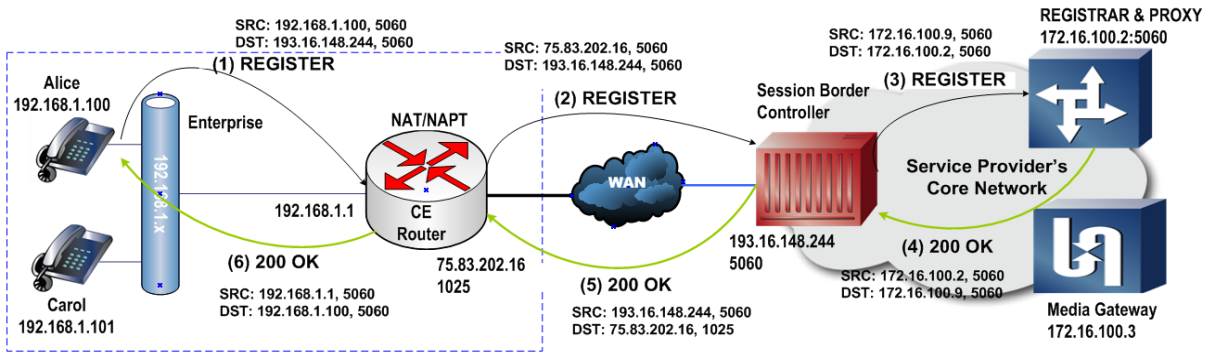 SRC: 192.168.1.100, 5060
DST: 193.16.148.244, 5060
(1) REGISTER
Alice
192.168.1.100
Enterprise
192.168.1.x
NAT/NAPT
192.168.1.1
CE
Router
75.83.202.16
1025
(6) 200 OK
SRC: 192.168.1.1, 5060
DST: 192.168.1.100, 5060
Carol
192.168.1.101
SRC: 75.83.202.16, 5060
DST: 193.16.148.244, 5060
(2) REGISTER
WAN
(5) 200 OK
SRC: 193.16.148.244, 5060
DST: 75.83.202.16, 1025
Session Border
Controller
193.16.148.244
5060
SRC: 172.16.100.9, 5060
DST: 172.16.100.2, 5060
(3) REGISTER
REGISTRAR & PROXY
172.16.100.2:5060
Service Provider's
Core Network
(4) 200 OK
SRC: 172.16.100.2, 5060
DST: 172.16.100.9, 5060
Media Gateway
172.16.100.3